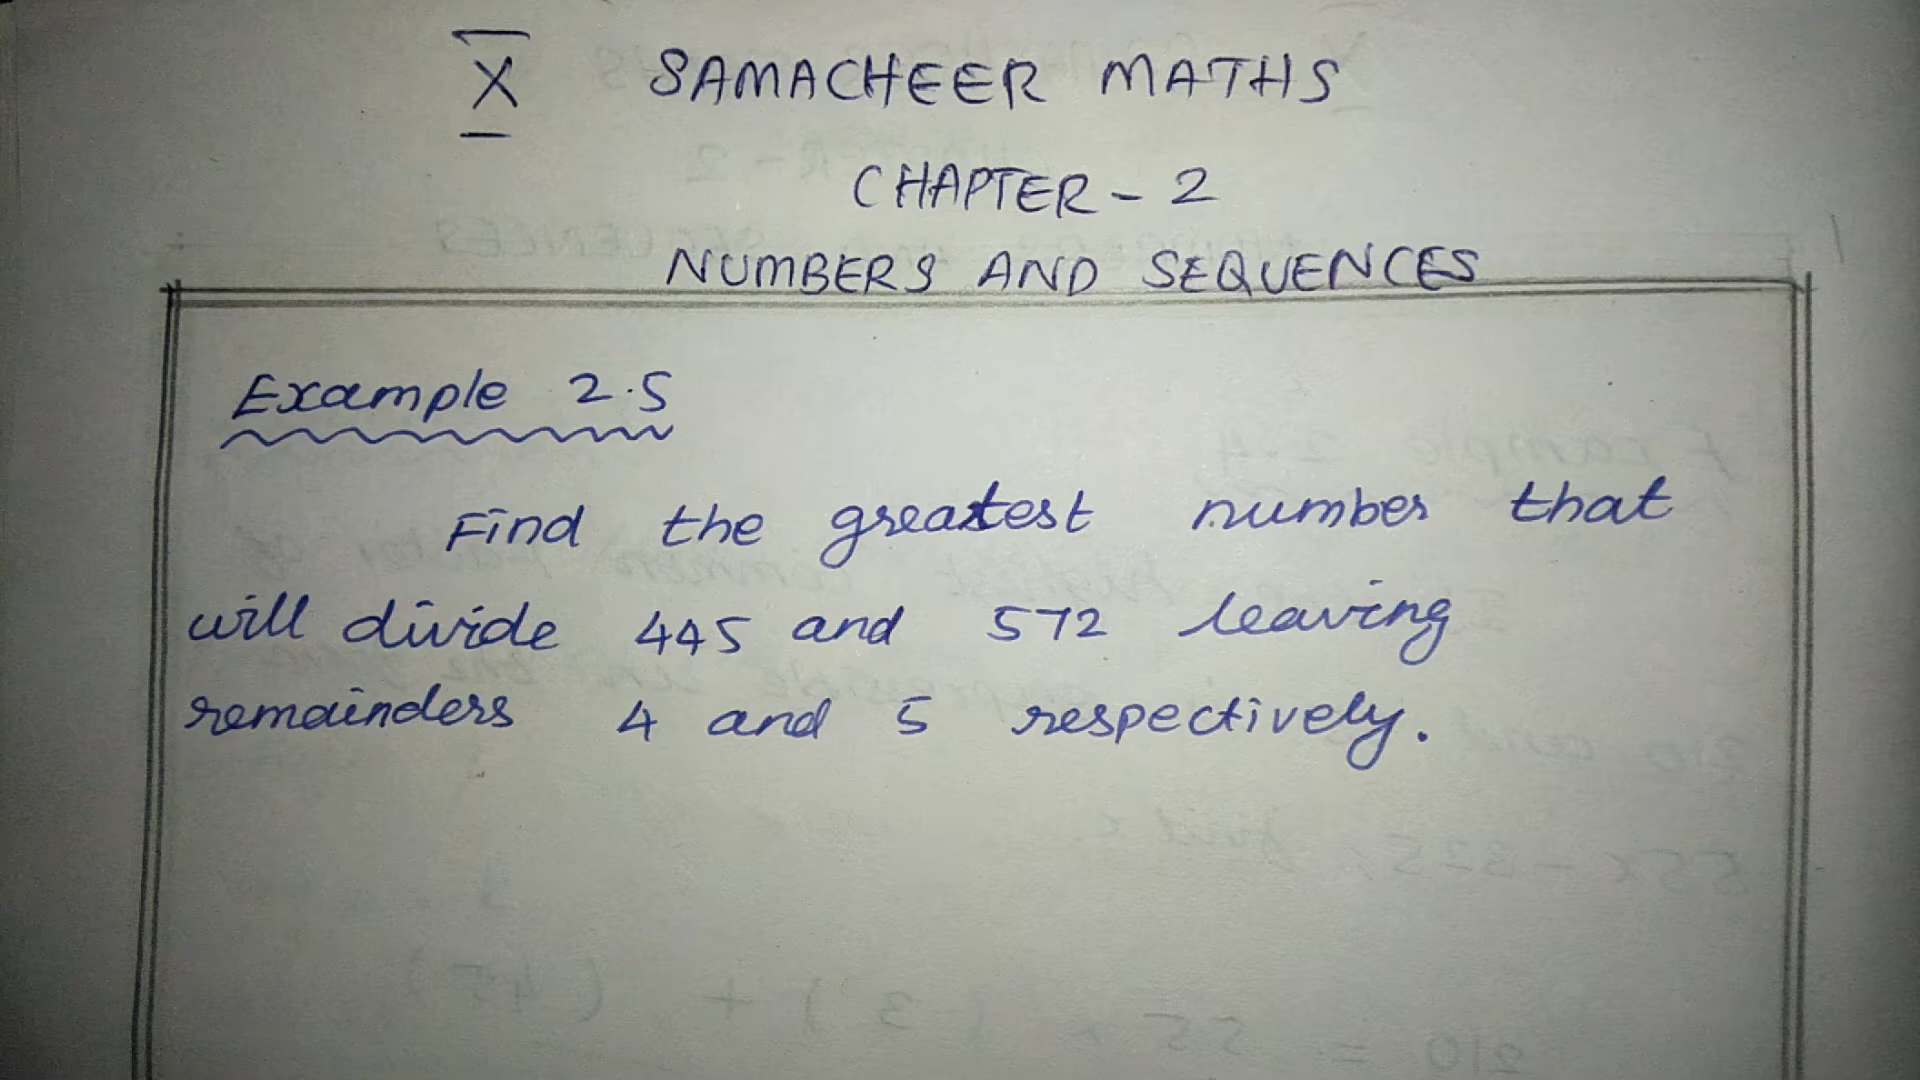 X SAMACHEER MATHS
CHAPTER - 2
NUMBERS AND SEQUENCES
Example 2.5
Find the greatest number that
will divide 445 and 572 leaving
remainders 4 and 5 respectively.